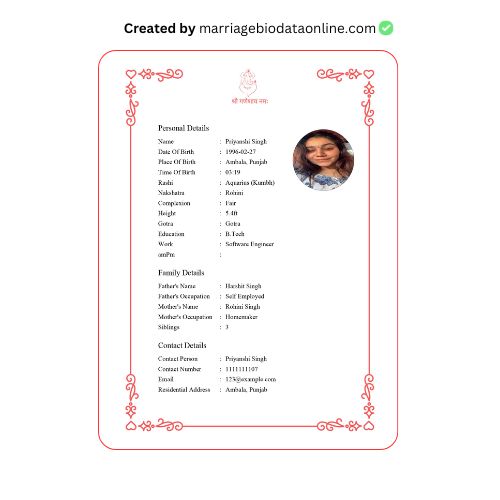 Created by marriagebiodataonline.com
श्री गणेशाय नमः
Personal Details
Name : Priyanshi Singh
Date Of Birth : 1996-02-27
Place Of Birth : Ambala, Punjab
Time Of Birth : 03:19
Rashi : Aquarius (Kumbh)
Nakshatra : Rohini
Complexion : Fair
Height : 5.4ft
Gotra : Gotra
Education : B.Tech
Work : Software Engineer
amPm :
Family Details
Father's Name : Harshit Singh
Father's Occupation : Self Employed
Mother's Name : Rohini Singh
Mother's Occupation : Homemaker
Siblings : 3
Contact Details
Contact Person : Priyanshi Singh
Contact Number : 1111111107
Email : 123@example.com
Residential Address : Ambala, Punjab